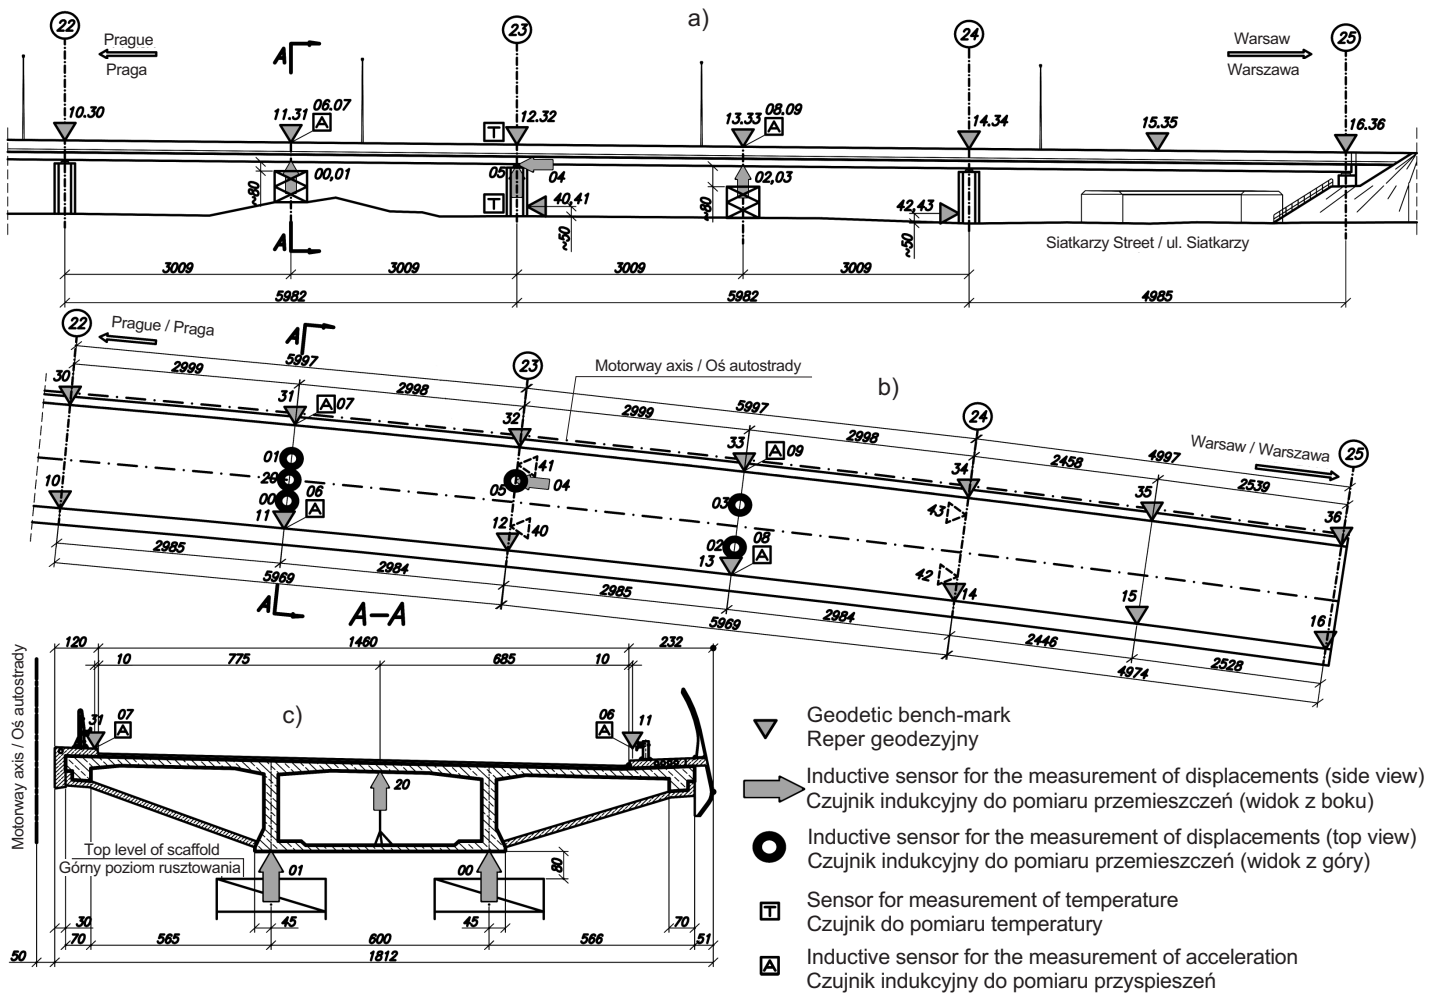 a)
22
23
24
25
Prague
Praga
A
Warsaw
Warszawa
10.30
11.31
06.07
A
T
12.32
13.33
08.09
A
14.34
15.35
16.36
00,01
05
04
02,03
~80
~80
T
40,41
42,43
~50
~50
A
Siatkarzy Street / ul. Siatkarzy
3009
3009
3009
3009
5982
5982
4985
b)
22
Prague / Praga
A
23
Motorway axis / Oś autostrady
24
Warsaw / Warszawa
25
5997
2999
2998
5997
2999
2998
4997
2458
2539
30
31
A 07
32
33
A 09
34
35
36
01
20
00
06
A
10
11
41
05
04
12
40
03
02
08
A
13
43
42
14
15
16
2985
2984
5969
2985
2984
5969
2446
2528
4974
A
A–A
c)
120
1460
232
10
775
685
10
Motorway axis / Oś autostrady
31
07
A
06
A
11
20
Top level of scaffold
Górny poziom rusztowania
01
00
80
30
45
45
70
70
565
600
566
51
50
1812
Geodetic bench-mark
Reper geodezyjny
Inductive sensor for the measurement of displacements (side view)
Czujnik indukcyjny do pomiaru przemieszczeń (widok z boku)
Inductive sensor for the measurement of displacements (top view)
Czujnik indukcyjny do pomiaru przemieszczeń (widok z góry)
T
Sensor for measurement of temperature
Czujnik do pomiaru temperatury
A
Inductive sensor for the measurement of acceleration
Czujnik indukcyjny do pomiaru przyspieszeń